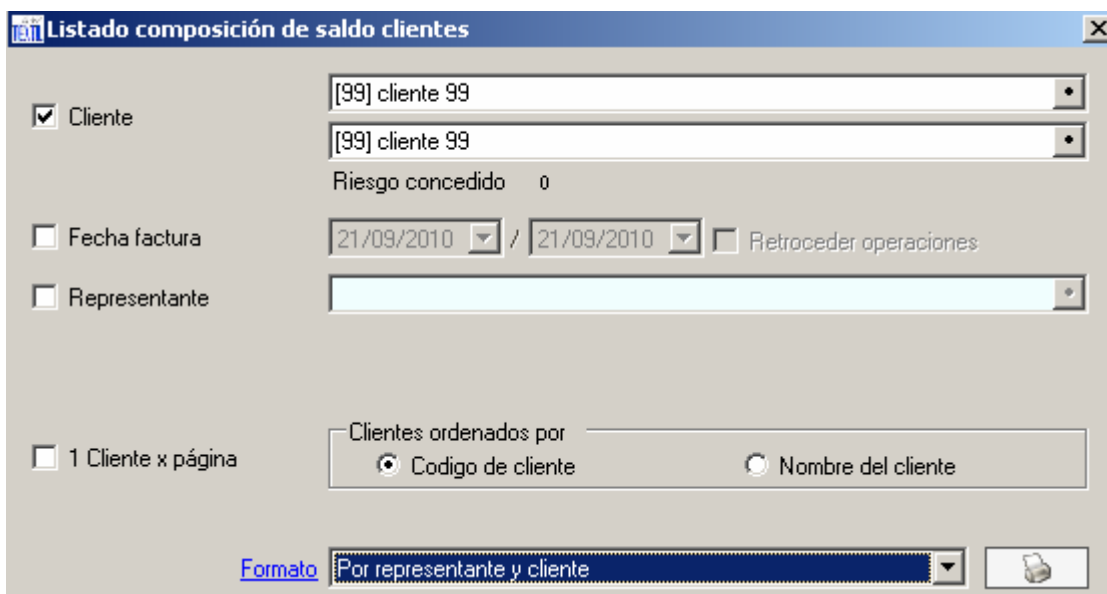 Listado composición de saldo clientes
Cliente
[99] cliente 99
[99] cliente 99
Riesgo concedido 0
Fecha factura 21/09/2010 / 21/09/2010 Retroceder operaciones
Representante
Clientes ordenados por
1 Cliente x página Codigo de cliente Nombre del cliente
Formato Por representante y cliente